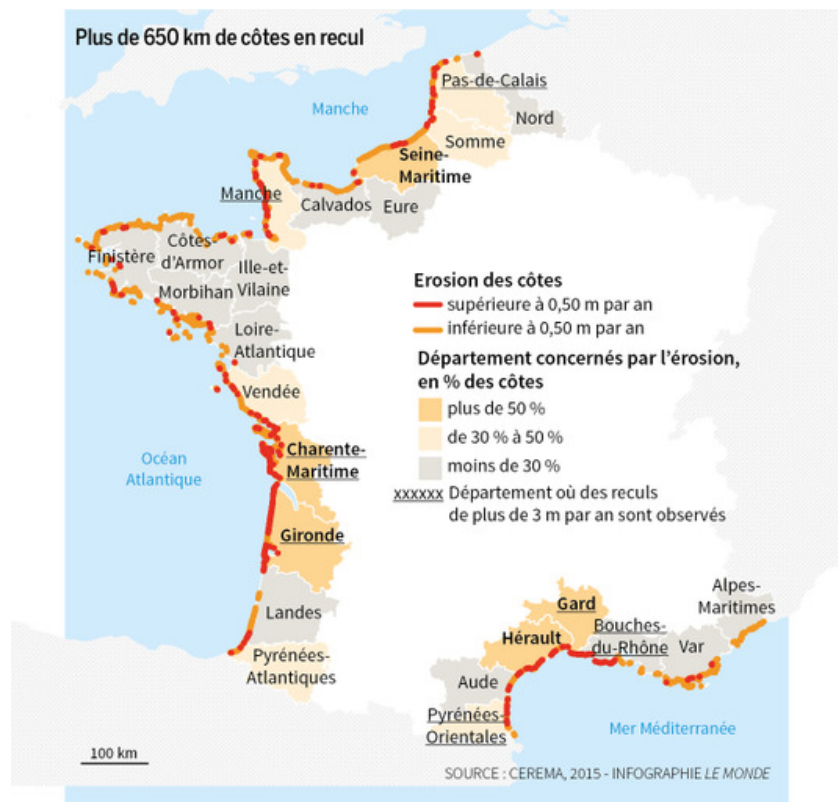 Plus de 650 km de côtes en recul
Manche
Pas-de-Calais
Nord
Somme
Seine-
Maritime
Manche
Calvados
Eure
Finistère
Côtes-
d'Armor
Ille-et-
Vilaine
Morbihan
Loire-
Atlantique
Vendée
Océan
Atlantique
Charente-
Maritime
Gironde
Landes
Pyrénées-
Atlantiques
Erosion des côtes
supérieure à 0,50 m par an
inférieure à 0,50 m par an
Département concernés par l'érosion,
en % des côtes
plus de 50 %
de 30 % à 50 %
moins de 30 %
xxxxxx Département où des reculs
de plus de 3 m par an sont observés
Gard
Hérault
Bouches-
du-Rhône
Alpes-
Maritimes
Var
Aude
Pyrénées-
Orientales
Mer Méditerranée
100 km
SOURCE : CEREMA, 2015 - INFOGRAPHIE LE MONDE